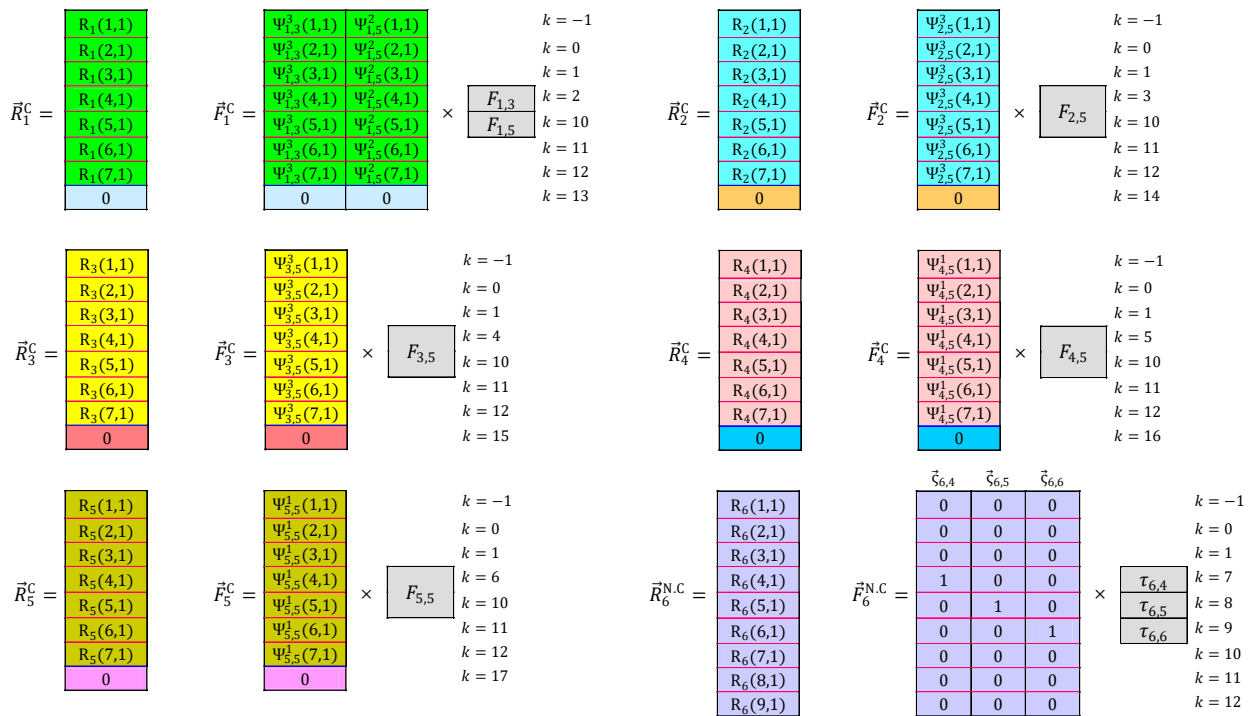 R₁(1,1) Ψ³₁,₃(1,1) Ψ²₁,₅(1,1) k = −1 R₂(1,1) Ψ³₂,₅(1,1) k = −1
R₁(2,1) Ψ³₁,₃(2,1) Ψ²₁,₅(2,1) k = 0 R₂(2,1) Ψ³₂,₅(2,1) k = 0
R₁(3,1) Ψ³₁,₃(3,1) Ψ²₁,₅(3,1) k = 1 R₂(3,1) Ψ³₂,₅(3,1) k = 1
R₁(4,1) Ψ³₁,₃(4,1) Ψ²₁,₅(4,1) F₁,₃ k = 2 R₂(4,1) Ψ³₂,₅(4,1) k = 3
R⃗₁ᶜ = F⃗₁ᶜ = × R⃗₂ᶜ = F⃗₂ᶜ = × F₂,₅
R₁(5,1) Ψ³₁,₃(5,1) Ψ²₁,₅(5,1) F₁,₅ k = 10 R₂(5,1) Ψ³₂,₅(5,1) k = 10
R₁(6,1) Ψ³₁,₃(6,1) Ψ²₁,₅(6,1) k = 11 R₂(6,1) Ψ³₂,₅(6,1) k = 11
R₁(7,1) Ψ³₁,₃(7,1) Ψ²₁,₅(7,1) k = 12 R₂(7,1) Ψ³₂,₅(7,1) k = 12
0 0 0 k = 13 0 0 k = 14
R₃(1,1) Ψ³₃,₅(1,1) k = −1 R₄(1,1) Ψ¹₄,₅(1,1) k = −1
R₃(2,1) Ψ³₃,₅(2,1) k = 0 R₄(2,1) Ψ¹₄,₅(2,1) k = 0
R₃(3,1) Ψ³₃,₅(3,1) k = 1 R₄(3,1) Ψ¹₄,₅(3,1) k = 1
R₃(4,1) Ψ³₃,₅(4,1) k = 4 R₄(4,1) Ψ¹₄,₅(4,1) k = 5
R⃗₃ᶜ = F⃗₃ᶜ = × F₃,₅ R⃗₄ᶜ = F⃗₄ᶜ = × F₄,₅
R₃(5,1) Ψ³₃,₅(5,1) k = 10 R₄(5,1) Ψ¹₄,₅(5,1) k = 10
R₃(6,1) Ψ³₃,₅(6,1) k = 11 R₄(6,1) Ψ¹₄,₅(6,1) k = 11
R₃(7,1) Ψ³₃,₅(7,1) k = 12 R₄(7,1) Ψ¹₄,₅(7,1) k = 12
0 0 k = 15 0 0 k = 16
ς⃗₆,₄ ς⃗₆,₅ ς⃗₆,₆
R₅(1,1) Ψ¹₅,₅(1,1) k = −1 R₆(1,1) 0 0 0 k = −1
R₅(2,1) Ψ¹₅,₅(2,1) k = 0 R₆(2,1) 0 0 0 k = 0
R₅(3,1) Ψ¹₅,₅(3,1) k = 1 R₆(3,1) 0 0 0 k = 1
R₅(4,1) Ψ¹₅,₅(4,1) k = 6 R₆(4,1) 1 0 0 τ₆,₄ k = 7
R⃗₅ᶜ = F⃗₅ᶜ = × F₅,₅ R⃗₆ᴺ·ᶜ = F⃗₆ᴺ·ᶜ = ×
R₅(5,1) Ψ¹₅,₅(5,1) k = 10 R₆(5,1) 0 1 0 τ₆,₅ k = 8
R₅(6,1) Ψ¹₅,₅(6,1) k = 11 R₆(6,1) 0 0 1 τ₆,₆ k = 9
R₅(7,1) Ψ¹₅,₅(7,1) k = 12 R₆(7,1) 0 0 0 k = 10
0 0 k = 17 R₆(8,1) 0 0 0 k = 11
R₆(9,1) 0 0 0 k = 12